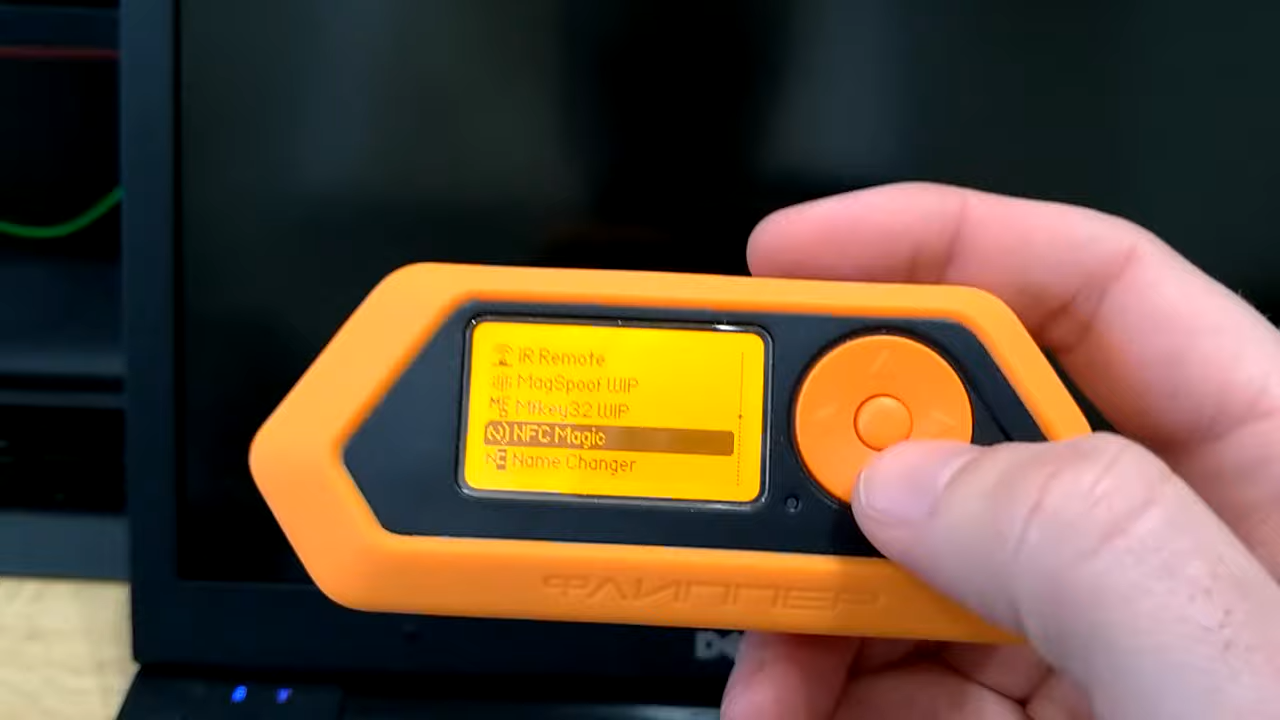 IR Remote
MagSpoof WIP
Mfkey32 WIP
NFC Magic
Name Changer
ФЛИППЕР